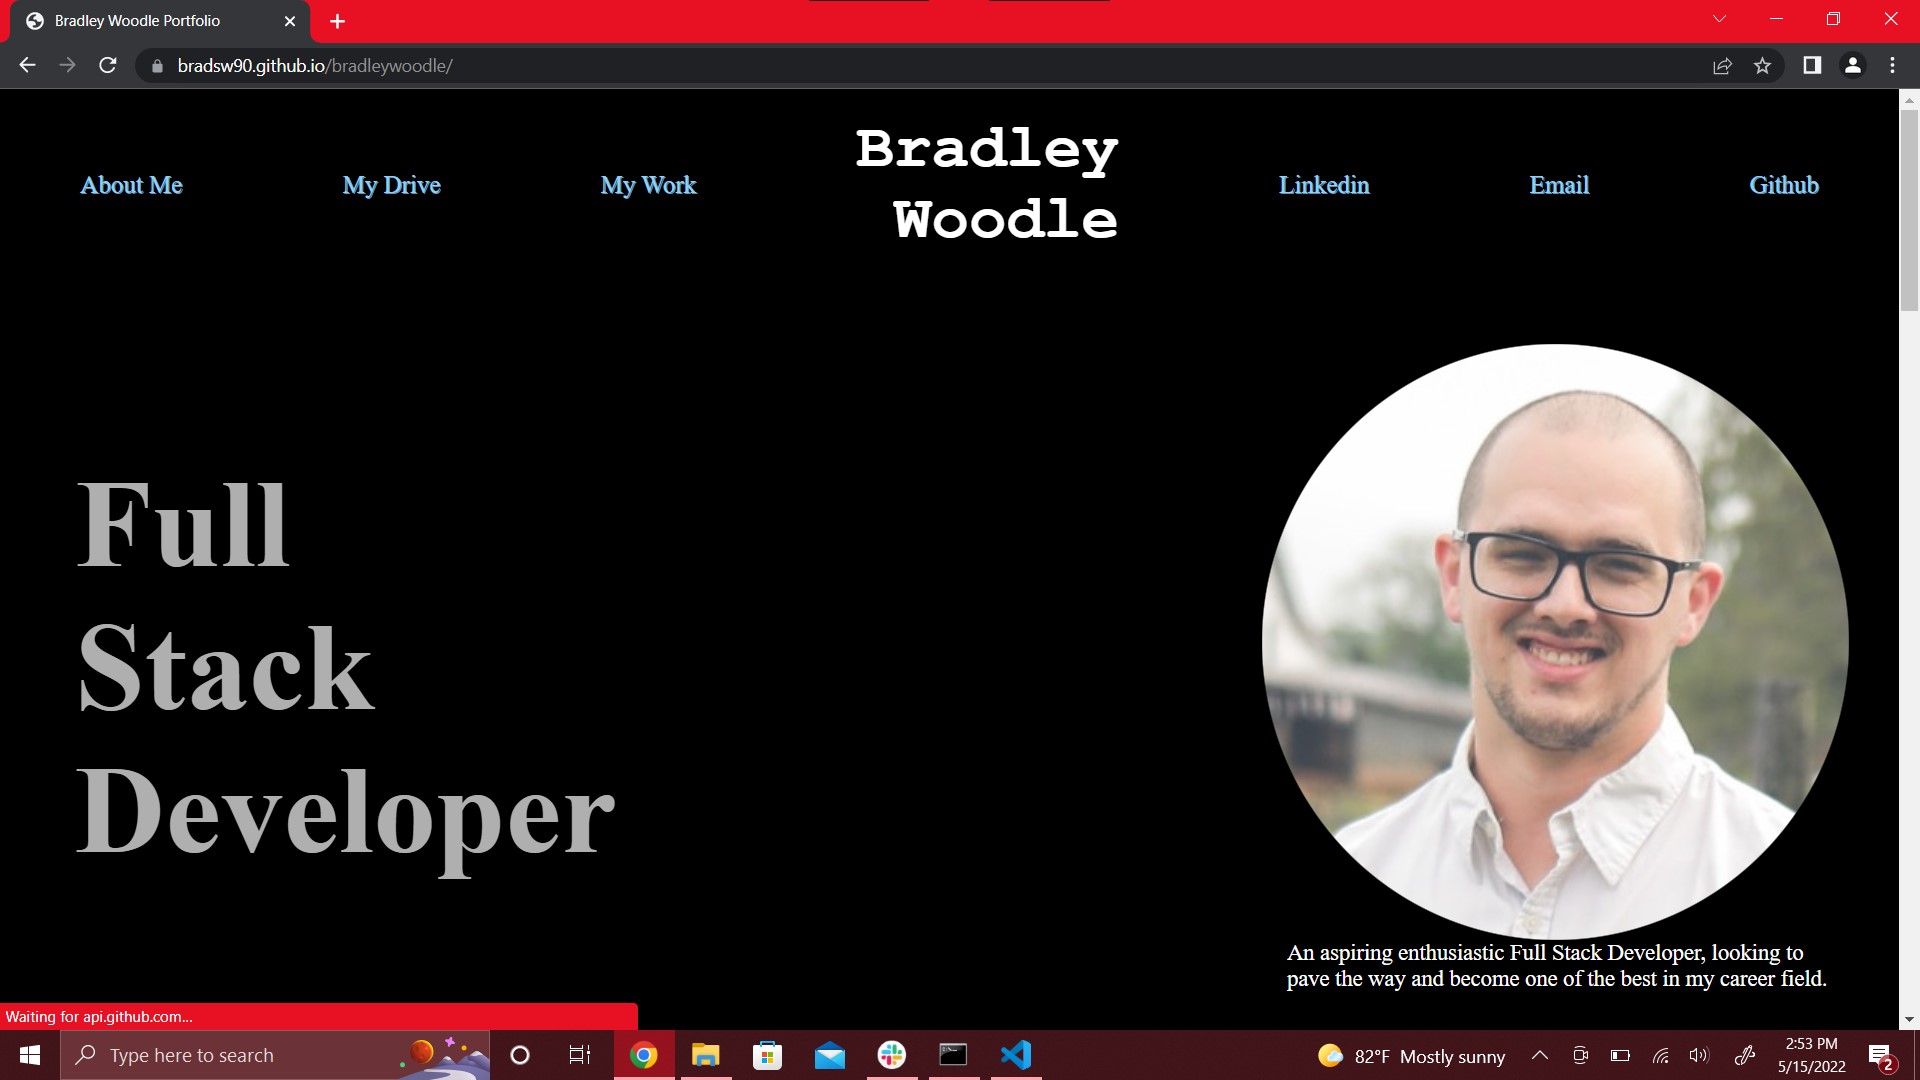 Bradley Woodle Portfolio
bradsw90.github.io/bradleywoodle/
About Me
My Drive
My Work
Bradley
Woodle
Linkedin
Email
Github
Full
Stack
Developer
An aspiring enthusiastic Full Stack Developer, looking to
pave the way and become one of the best in my career field.
Waiting for api.github.com...
Type here to search
82°F Mostly sunny
2:53 PM
5/15/2022
2